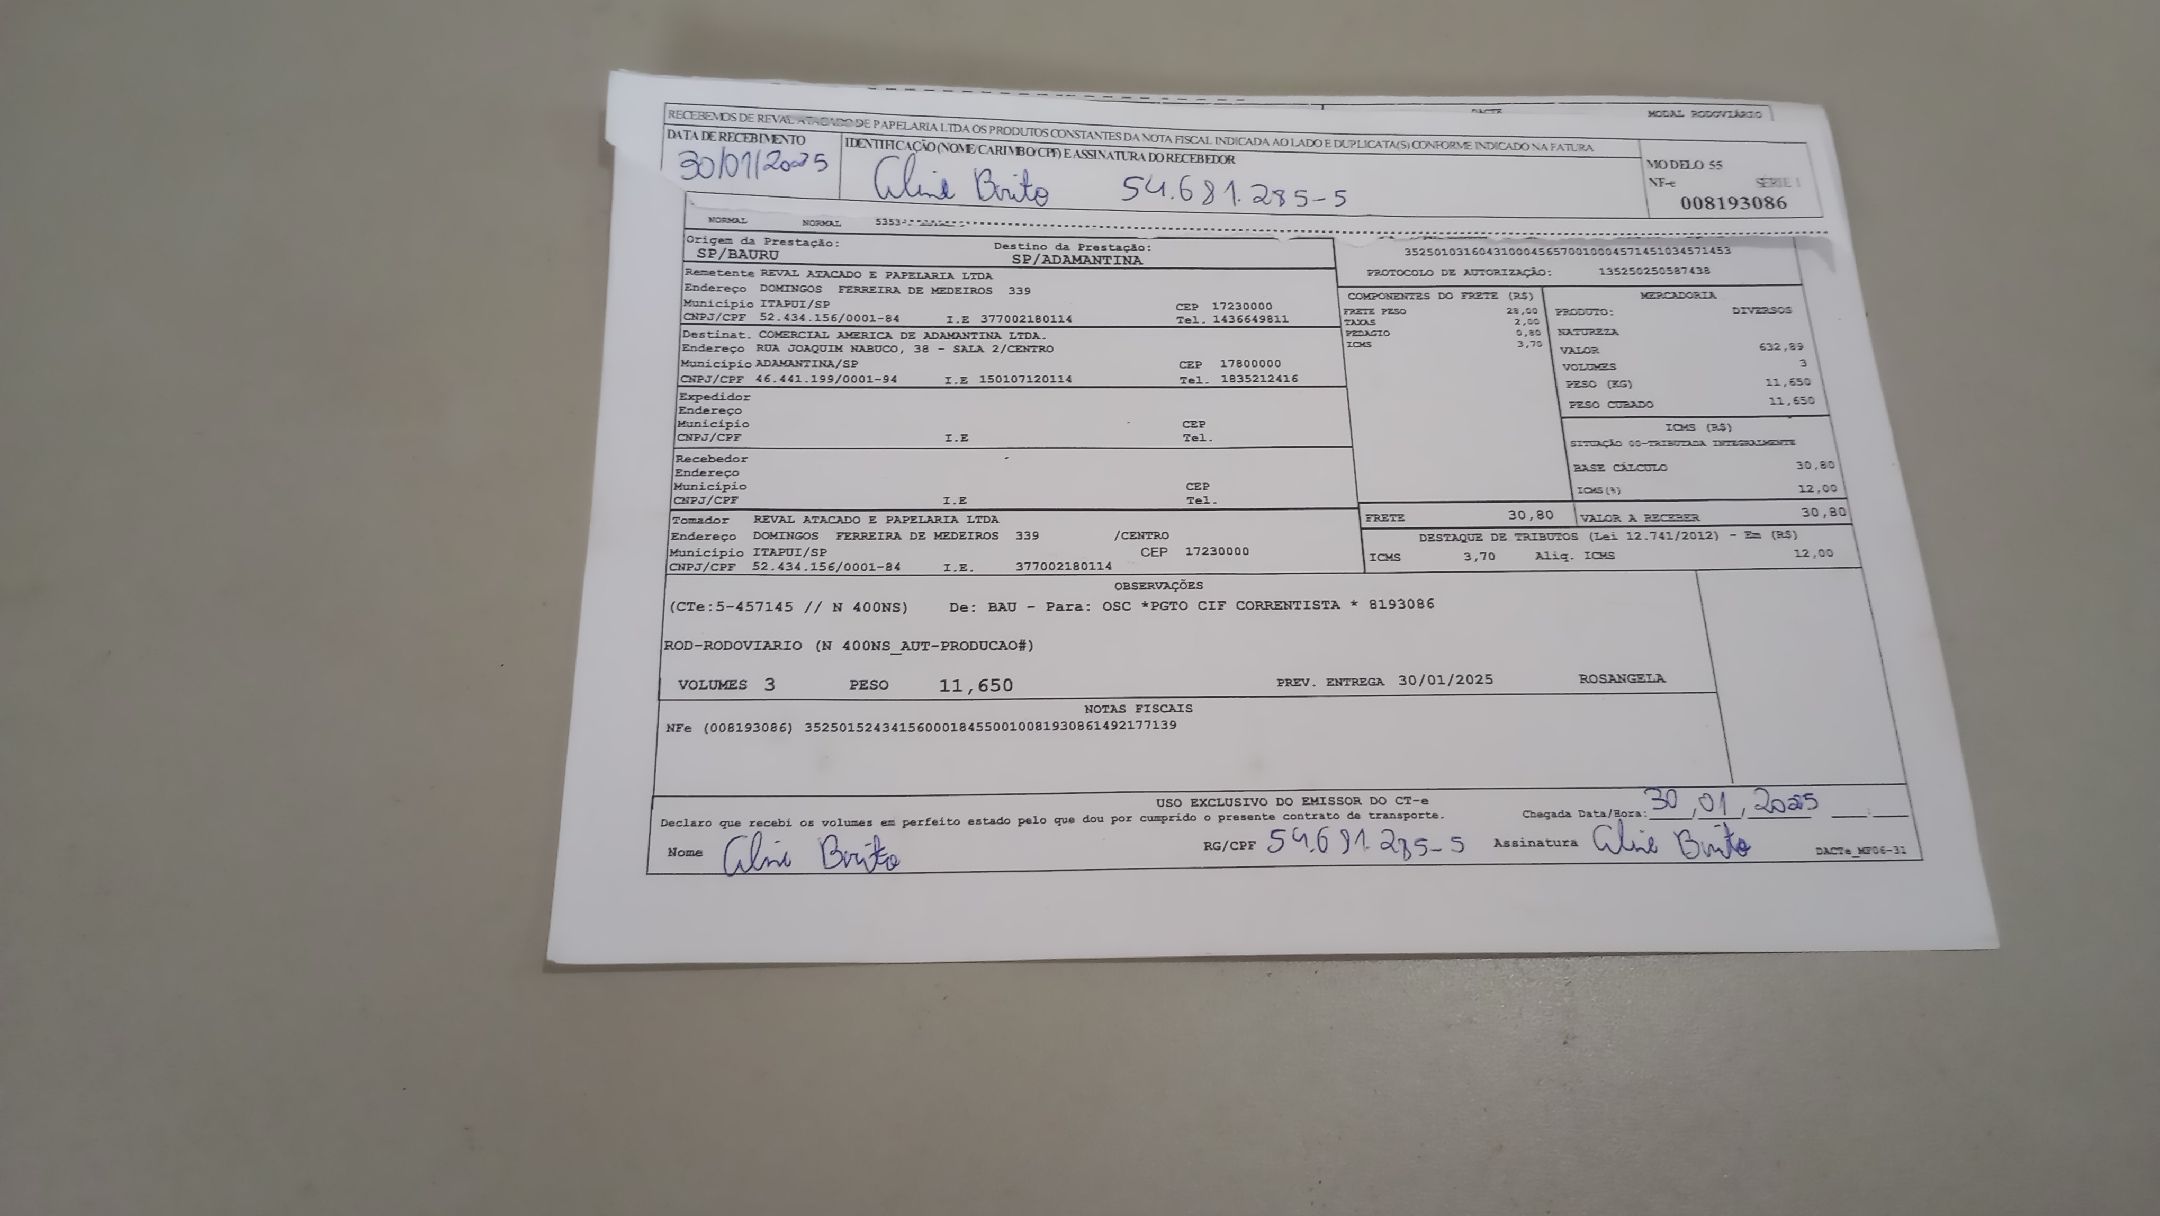 DACTE MODAL RODOVIÁRIO
RECEBEMOS DE REVAL ATACADO DE PAPELARIA LTDA OS PRODUTOS CONSTANTES DA NOTA FISCAL INDICADA AO LADO E DUPLICATA(S) CONFORME INDICADO NA FATURA
DATA DE RECEBIMENTO
30/01/2025
IDENTIFICAÇÃO (NOME/CARIMBO/CPF) E ASSINATURA DO RECEBEDOR
Aline Brito 54.681.285-5
MODELO 55
NF-e SÉRIE 1
008193086
NORMAL NORMAL 5353
Origem da Prestação:
SP/BAURU
Destino da Prestação:
SP/ADAMANTINA
Remetente REVAL ATACADO E PAPELARIA LTDA
Endereço DOMINGOS FERREIRA DE MEDEIROS 339
Município ITAPUI/SP CEP 17230000
CNPJ/CPF 52.434.156/0001-84 I.E 377002180114 Tel. 1436649811
Destinat. COMERCIAL AMERICA DE ADAMANTINA LTDA.
Endereço RUA JOAQUIM NABUCO, 38 - SALA 2/CENTRO
Município ADAMANTINA/SP CEP 17800000
CNPJ/CPF 46.441.199/0001-94 I.E 150107120114 Tel. 1835212416
Expedidor
Endereço
Município CEP
CNPJ/CPF I.E Tel.
Recebedor
Endereço
Município CEP
CNPJ/CPF I.E Tel.
Tomador REVAL ATACADO E PAPELARIA LTDA
Endereço DOMINGOS FERREIRA DE MEDEIROS 339 /CENTRO
Município ITAPUI/SP CEP 17230000
CNPJ/CPF 52.434.156/0001-84 I.E. 377002180114
35250103160431000456570010004571451034571453
PROTOCOLO DE AUTORIZAÇÃO: 135250250587438
COMPONENTES DO FRETE (R$)
FRETE PESO 28,00
TAXAS 2,00
PEDAGIO 0,80
ICMS 3,70
MERCADORIA
PRODUTO: DIVERSOS
NATUREZA
VALOR 632,89
VOLUMES 3
PESO (KG) 11,650
PESO CUBADO 11,650
ICMS (R$)
SITUAÇÃO 00-TRIBUTADA INTEGRALMENTE
BASE CÁLCULO 30,80
ICMS(%) 12,00
FRETE 30,80 VALOR A RECEBER 30,80
DESTAQUE DE TRIBUTOS (Lei 12.741/2012) - Em (R$)
ICMS 3,70 Aliq. ICMS 12,00
OBSERVAÇÕES
(CTe:5-457145 // N 400NS) De: BAU - Para: OSC *PGTO CIF CORRENTISTA * 8193086
ROD-RODOVIARIO (N 400NS_AUT-PRODUCAO#)
VOLUMES 3 PESO 11,650 PREV. ENTREGA 30/01/2025 ROSANGELA
NOTAS FISCAIS
NFe (008193086) 35250152434156000184550010081930861492177139
USO EXCLUSIVO DO EMISSOR DO CT-e
Declaro que recebi os volumes em perfeito estado pelo que dou por cumprido o presente contrato de transporte.
Chegada Data/Hora: 30/01/2025
Nome Aline Brito RG/CPF 54.681.285-5 Assinatura Aline Brito DACTe_MF06-31